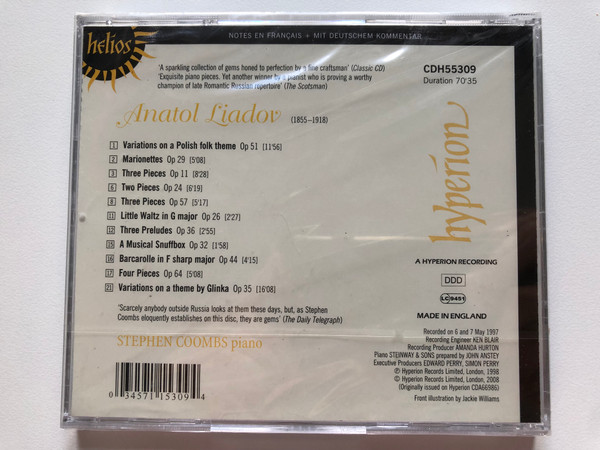 helios
NOTES EN FRANÇAIS + MIT DEUTSCHEM KOMMENTAR
'A sparkling collection of gems honed to perfection by a fine craftsman' (Classic CD)
'Exquisite piano pieces. Yet another winner by a pianist who is proving a worthy
champion of late Romantic Russian repertoire' (The Scotsman)
CDH55309
Duration 70'35
Anatol Liadov (1855–1918)
1 Variations on a Polish folk theme Op 51 [11'56]
2 Marionettes Op 29 [5'08]
3 Three Pieces Op 11 [8'28]
6 Two Pieces Op 24 [6'19]
8 Three Pieces Op 57 [5'17]
11 Little Waltz in G major Op 26 [2'27]
12 Three Preludes Op 36 [2'55]
15 A Musical Snuffbox Op 32 [1'58]
16 Barcarolle in F sharp major Op 44 [4'15]
17 Four Pieces Op 64 [5'08]
21 Variations on a theme by Glinka Op 35 [16'08]
'Scarcely anybody outside Russia looks at them these days, but, as Stephen
Coombs eloquently establishes on this disc, they are gems' (The Daily Telegraph)
STEPHEN COOMBS piano
0 34571 15309 4
hyperion
A HYPERION RECORDING
DDD
LC 9451
MADE IN ENGLAND
Recorded on 6 and 7 May 1997
Recording Engineer KEN BLAIR
Recording Producer AMANDA HURTON
Piano STEINWAY & SONS prepared by JOHN ANSTEY
Executive Producers EDWARD PERRY, SIMON PERRY
℗ Hyperion Records Limited, London, 1998
© Hyperion Records Limited, London, 2008
(Originally issued on Hyperion CDA66986)
Front illustration by Jackie Williams